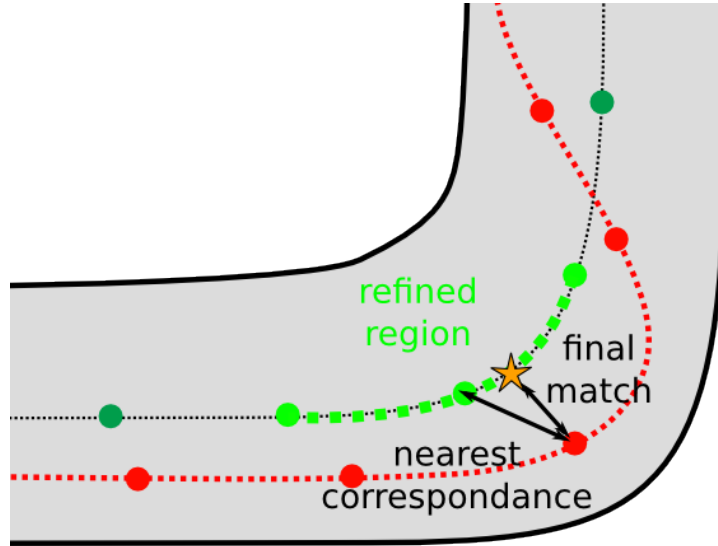 refined
region
final
match
nearest
correspondance